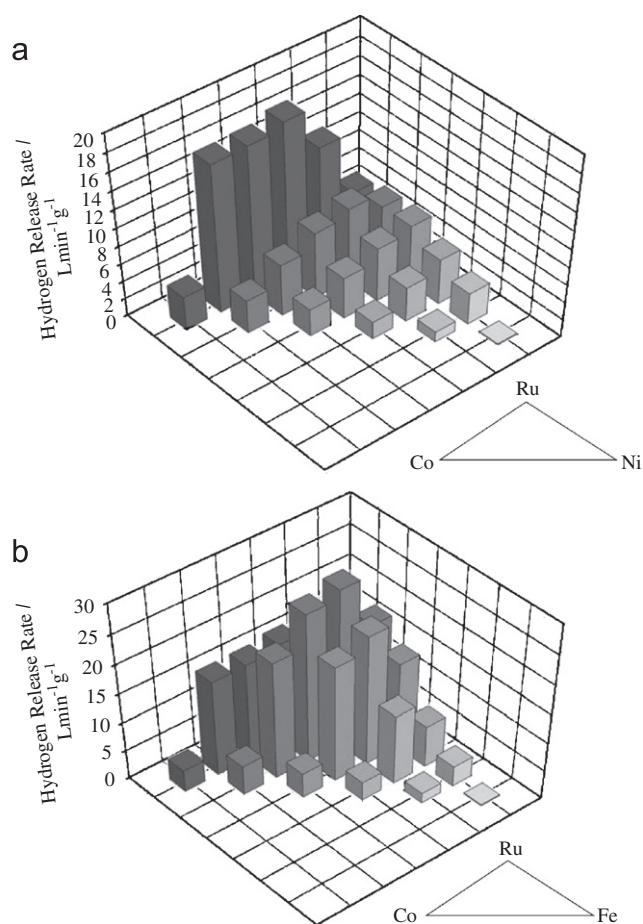 a
Hydrogen Release Rate /
Lmin⁻¹g⁻¹
20
18
16
14
12
10
8
6
4
2
0
Ru
Co
Ni
b
Hydrogen Release Rate /
Lmin⁻¹g⁻¹
30
25
20
15
10
5
0
Ru
Co
Fe